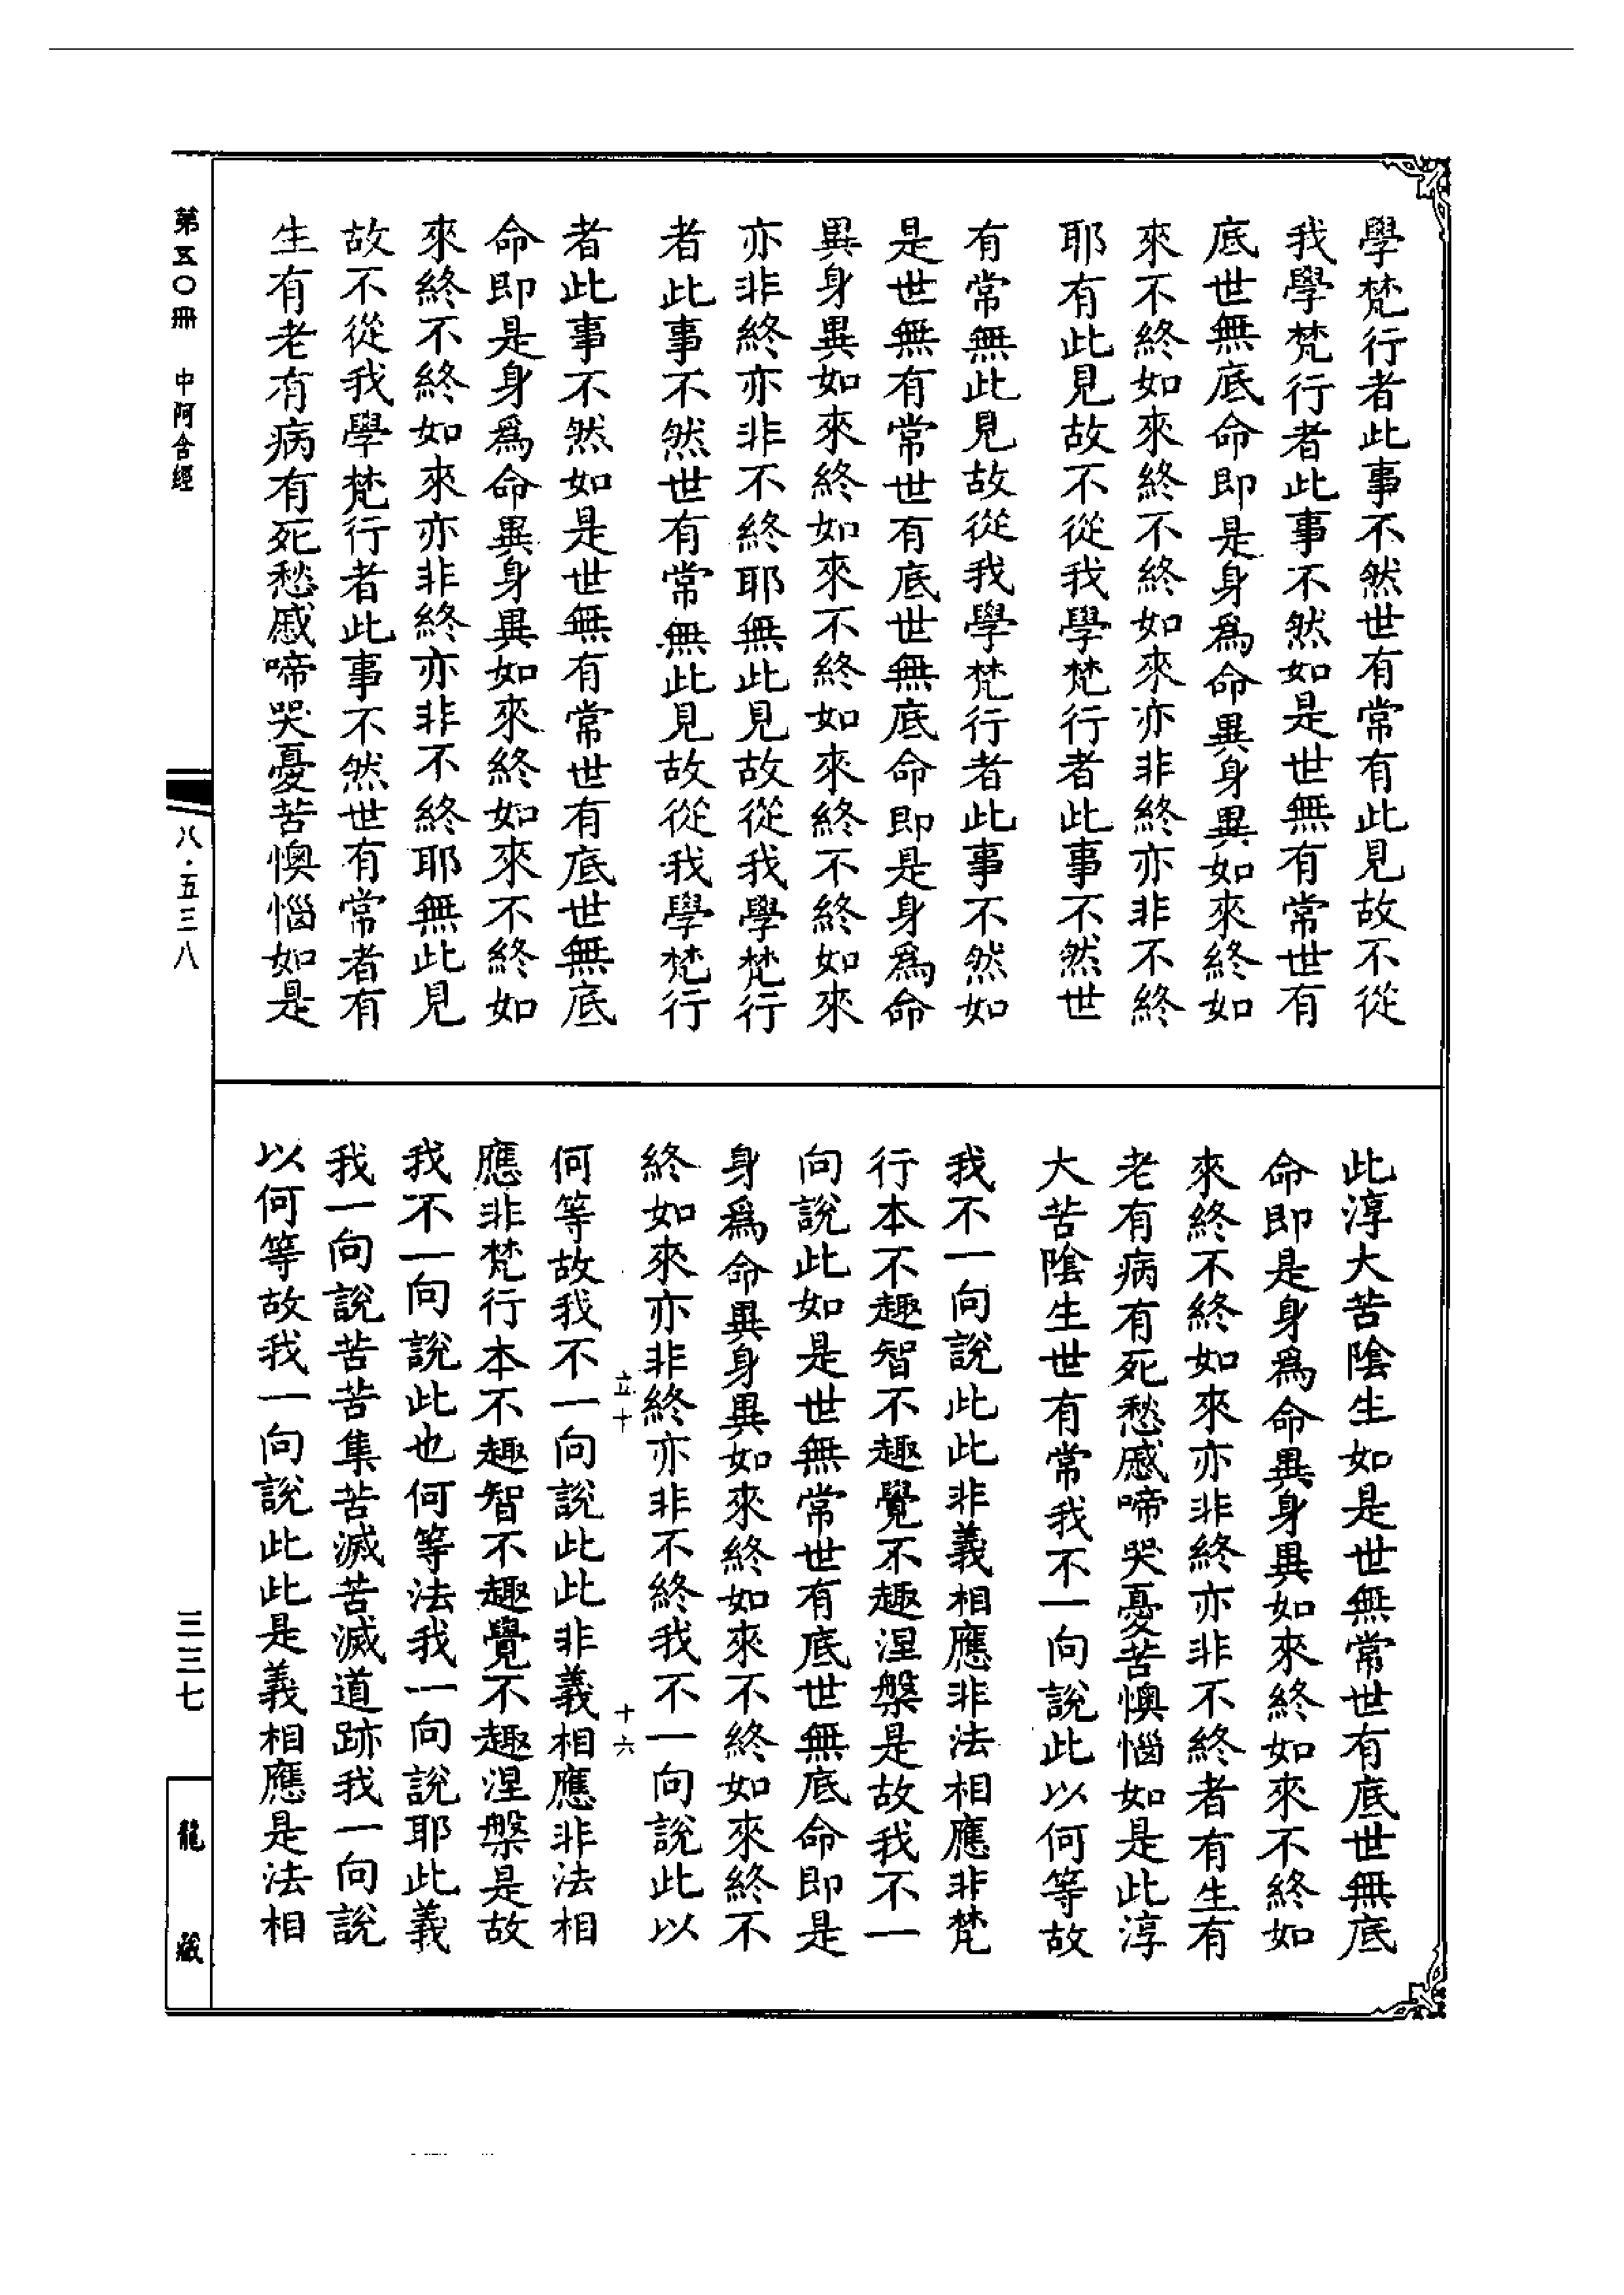 學梵行者此事不然世有常有此見故不從
我學梵行者此事不然如是世無有常世有
底世無底命即是身爲命異身異如來終如
來不終如來終不終如來亦非終亦非不終
耶有此見故不從我學梵行者此事不然世
有常無此見故從我學梵行者此事不然如
是世無有常世有底世無底命即是身爲命
異身異如來終如來不終如來終不終如來
亦非終亦非不終耶無此見故從我學梵行
者此事不然世有常無此見故從我學梵行
者此事不然如是世無有常世有底世無底
命即是身爲命異身異如來終如來不終如
來終不終如來亦非終亦非不終耶無此見
故不從我學梵行者此事不然世有常者有
生有老有病有死愁慼啼哭憂苦懊惱如是
此淳大苦陰生如是世無常世有底世無底
命即是身爲命異身異如來終如來不終如
來終不終如來亦非終亦非不終者有生有
老有病有死愁慼啼哭憂苦懊惱如是此淳
大苦陰生世有常我不一向說此以何等故
我不一向說此此非義相應非法相應非梵
行本不趣智不趣覺不趣涅槃是故我不一
向說此如是世無常世有底世無底命即是
身爲命異身異如來終如來不終如來終不
終如來亦非終亦非不終我不一向說此以
立十 十六
何等故我不一向說此此非義相應非法相
應非梵行本不趣智不趣覺不趣涅槃是故
我不一向說此也何等法我一向說耶此義
我一向說苦苦集苦滅苦滅道跡我一向說
以何等故我一向說此此是義相應是法相
第五〇冊 中阿含經
八·五三八
三三七
龍藏